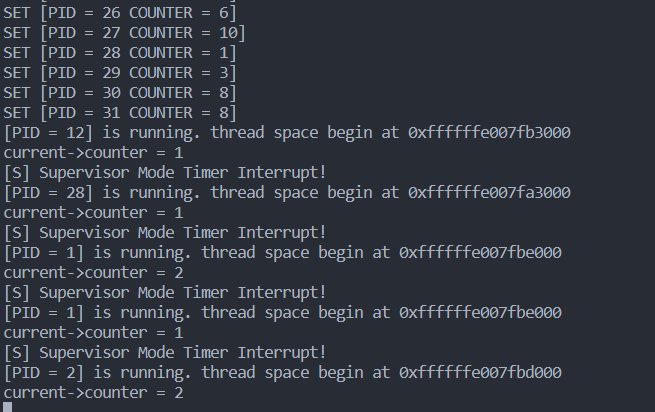 SET [PID = 26 COUNTER = 6]
SET [PID = 27 COUNTER = 10]
SET [PID = 28 COUNTER = 1]
SET [PID = 29 COUNTER = 3]
SET [PID = 30 COUNTER = 8]
SET [PID = 31 COUNTER = 8]
[PID = 12] is running. thread space begin at 0xffffffe007fb3000
current->counter = 1
[S] Supervisor Mode Timer Interrupt!
[PID = 28] is running. thread space begin at 0xffffffe007fa3000
current->counter = 1
[S] Supervisor Mode Timer Interrupt!
[PID = 1] is running. thread space begin at 0xffffffe007fbe000
current->counter = 2
[S] Supervisor Mode Timer Interrupt!
[PID = 1] is running. thread space begin at 0xffffffe007fbe000
current->counter = 1
[S] Supervisor Mode Timer Interrupt!
[PID = 2] is running. thread space begin at 0xffffffe007fbd000
current->counter = 2